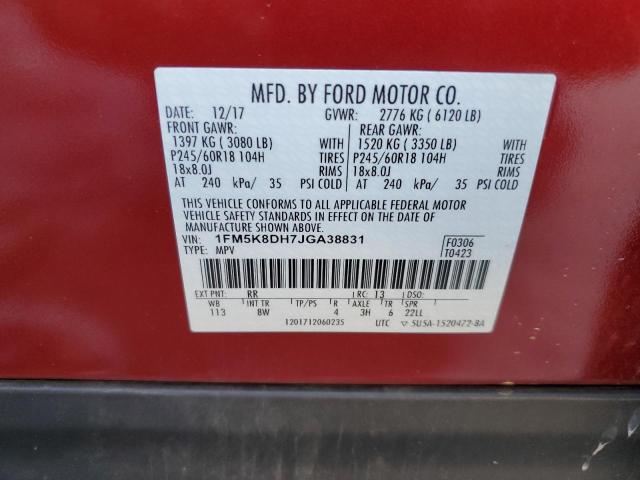 MFD. BY FORD MOTOR CO.
DATE: 12/17 GVWR: 2776 KG ( 6120 LB)
FRONT GAWR: REAR GAWR:
1397 KG ( 3080 LB) WITH 1520 KG ( 3350 LB) WITH
P245/60R18 104H TIRES P245/60R18 104H TIRES
18x8.0J RIMS 18x8.0J RIMS
AT 240 kPa/ 35 PSI COLD AT 240 kPa/ 35 PSI COLD
THIS VEHICLE CONFORMS TO ALL APPLICABLE FEDERAL MOTOR
VEHICLE SAFETY STANDARDS IN EFFECT ON THE DATE OF
MANUFACTURE SHOWN ABOVE.
VIN: 1FM5K8DH7JGA38831 F0306
TYPE: MPV T0423
EXT PNT: RR RC: 13 DSO:
WB INT TR TP/PS R AXLE TR SPR
113 8W 4 3H 6 22LL
1201712060235 UTC ▽ 5U5A-1520472-BA